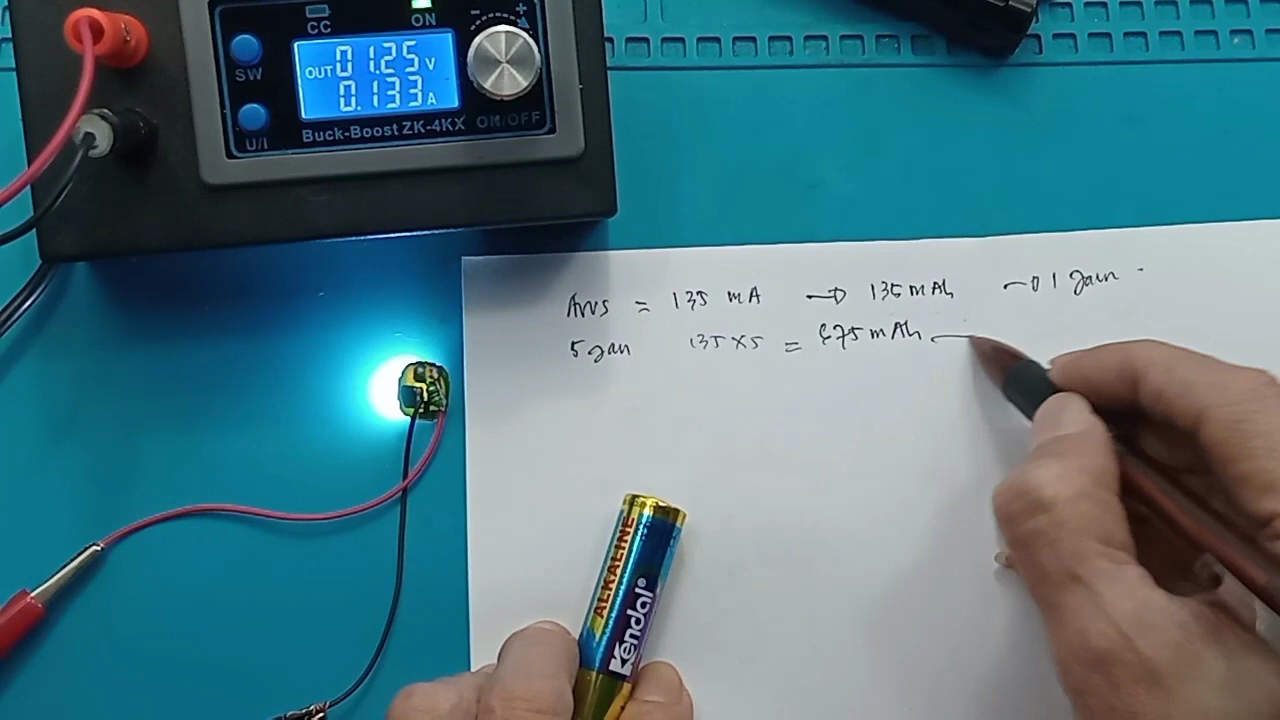 CC
ON
- +
SW
OUT 01.25 V
0.133 A
U/I
ON/OFF
Buck-Boost ZK-4KX
Arus = 135 mA → 135 mAh → 1 jam.
5 jam 135 x 5 = 675 mAh
ALKALINE
Kendal